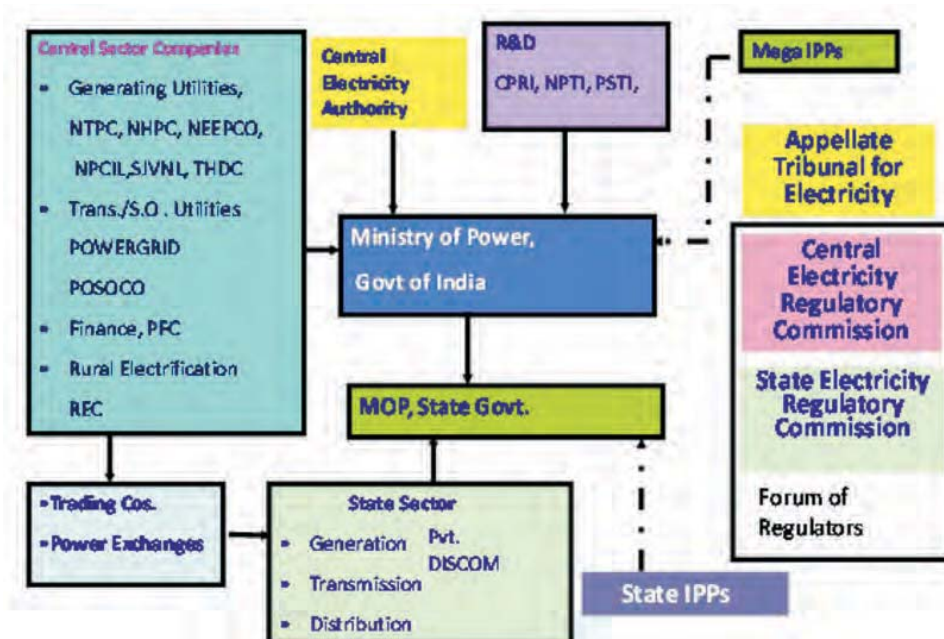 Central Sector Companies
• Generating Utilities,
NTPC, NHPC, NEEPCO,
NPCIL,SJVNL, THDC
• Trans./S.O. Utilities
POWERGRID
POSOCO
• Finance, PFC
• Rural Electrification
REC
Central
Electricity
Authority
R&D
CPRI, NPTI, PSTI,
Mega IPPs
Appellate
Tribunal for
Electricity
Ministry of Power,
Govt of India
Central
Electricity
Regulatory
Commission
State Electricity
Regulatory
Commission
Forum of
Regulators
MOP, State Govt.
•Trading Cos.
•Power Exchanges
State Sector
• Generation
• Transmission
• Distribution
Pvt.
DISCOM
State IPPs